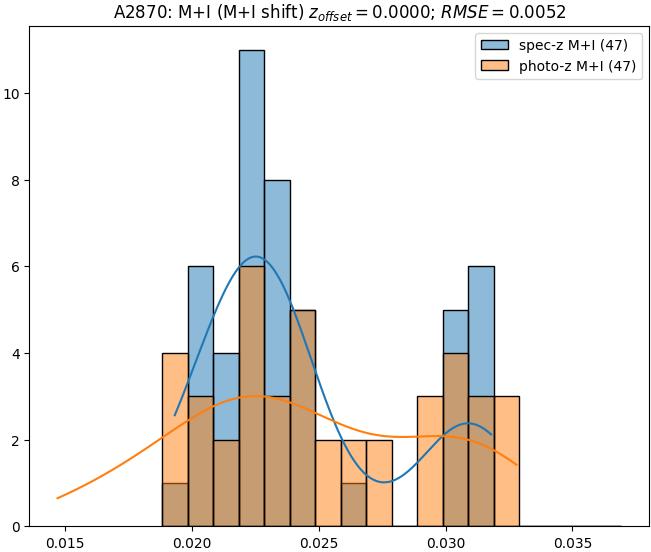 A2870: M+I (M+I shift) z_offset = 0.0000; RMSE = 0.0052
spec-z M+I (47)
photo-z M+I (47)
10
8
6
4
2
0
0.015 0.020 0.025 0.030 0.035